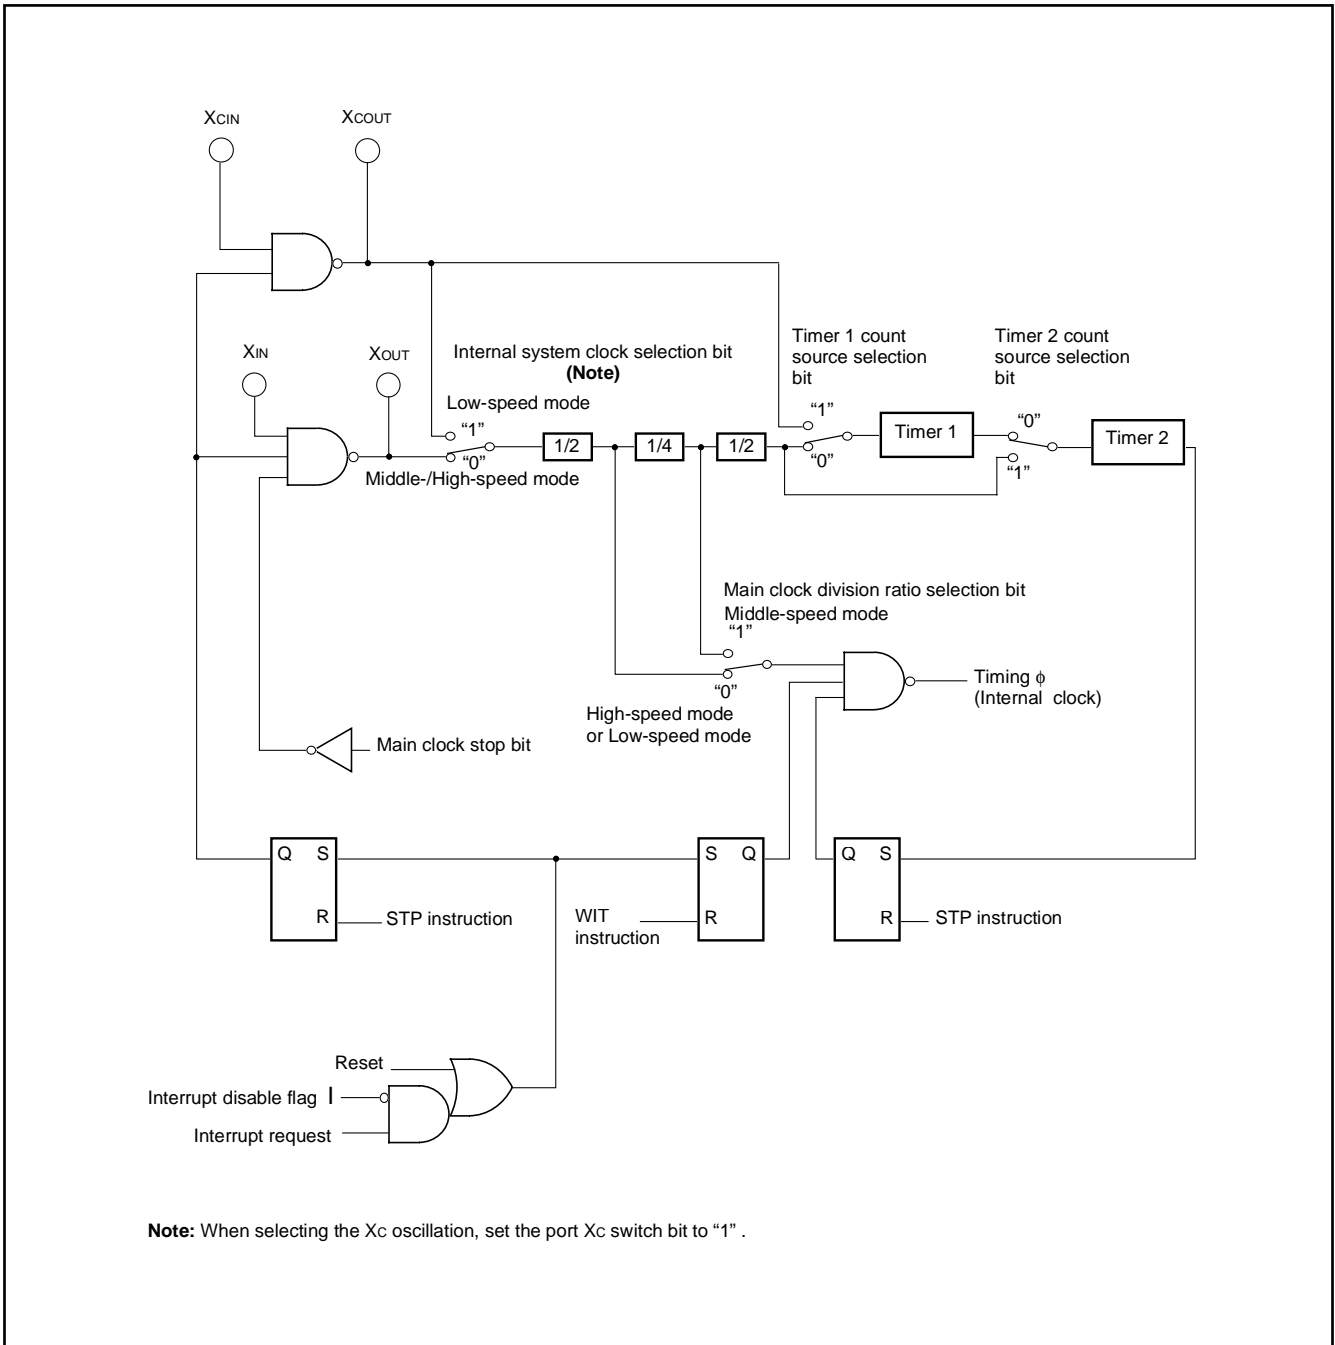 XCIN
XCOUT
XIN
XOUT
Internal system clock selection bit
(Note)
Low-speed mode
“1”
“0”
Middle-/High-speed mode
1/2
1/4
1/2
Timer 1 count
source selection
bit
“1”
“0”
Timer 1
Timer 2 count
source selection
bit
“0”
“1”
Timer 2
Main clock division ratio selection bit
Middle-speed mode
“1”
“0”
High-speed mode
or Low-speed mode
Timing ϕ
(Internal clock)
Main clock stop bit
Q S
R
STP instruction
S Q
R
WIT
instruction
Q S
R
STP instruction
Reset
Interrupt disable flag I
Interrupt request
Note: When selecting the XC oscillation, set the port XC switch bit to “1” .